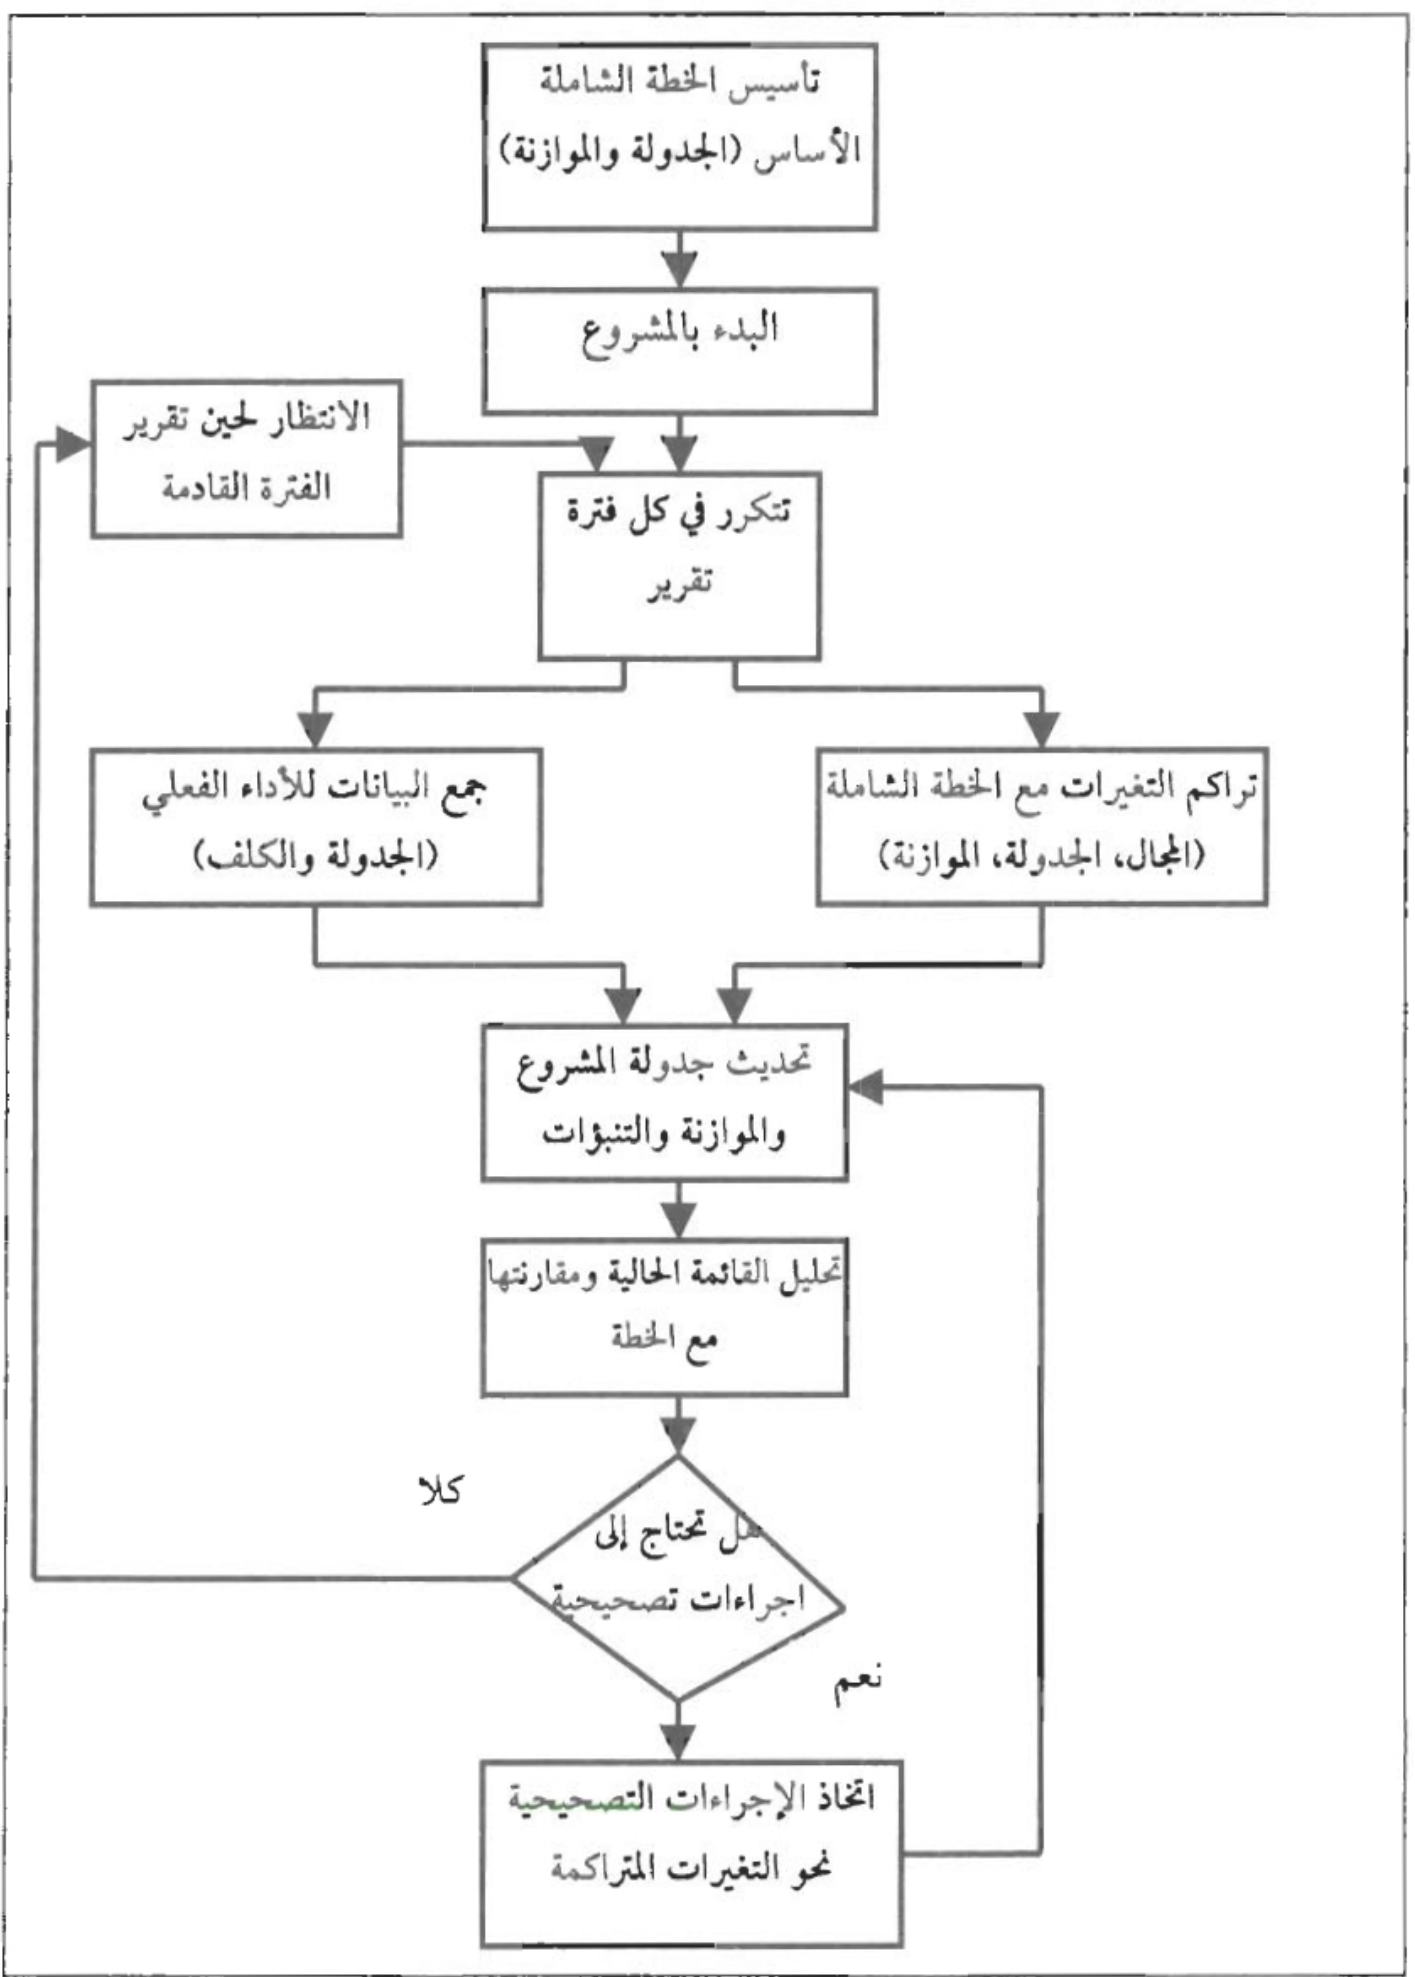 تأسيس الخطة الشاملة
الأساس (الجدولة والموازنة)
البدء بالمشروع
الانتظار لحين تقرير
الفترة القادمة
تتكرر في كل فترة
تقرير
تراكم التغيرات مع الخطة الشاملة
(المجال، الجدولة، الموازنة)
جمع البيانات للأداء الفعلي
(الجدولة والكلف)
تحديث جدولة المشروع
والموازنة والتنبؤات
تحليل القائمة الحالية ومقارنتها
مع الخطة
كلا
هل تحتاج إلى
اجراءات تصحيحية
نعم
اتخاذ الإجراءات التصحيحية
نحو التغيرات المتراكمة